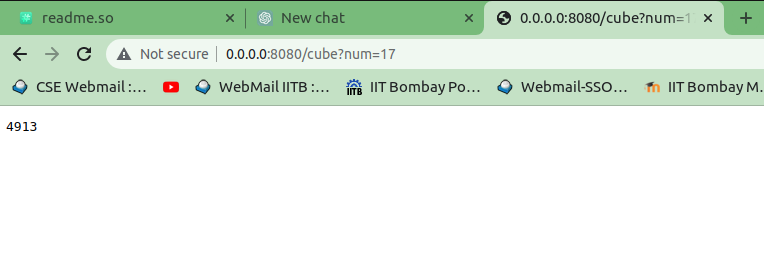 readme.so
New chat
0.0.0.0:8080/cube?num=1
Not secure
0.0.0.0:8080/cube?num=17
CSE Webmail :...
WebMail IITB :...
IITB
IIT Bombay Po...
Webmail-SSO...
IIT Bombay M.
4913